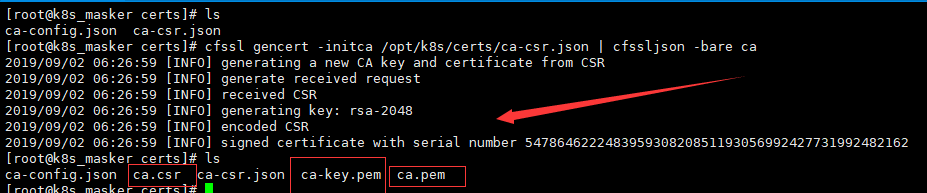 [root@k8s_masker certs]# ls
ca-config.json  ca-csr.json
[root@k8s_masker certs]# cfssl gencert -initca /opt/k8s/certs/ca-csr.json | cfssljson -bare ca
2019/09/02 06:26:59 [INFO] generating a new CA key and certificate from CSR
2019/09/02 06:26:59 [INFO] generate received request
2019/09/02 06:26:59 [INFO] received CSR
2019/09/02 06:26:59 [INFO] generating key: rsa-2048
2019/09/02 06:26:59 [INFO] encoded CSR
2019/09/02 06:26:59 [INFO] signed certificate with serial number 547864622248395930820851193056992427731992482162
[root@k8s_masker certs]# ls
ca-config.json  ca.csr  ca-csr.json  ca-key.pem  ca.pem
[root@k8s_masker certs]#